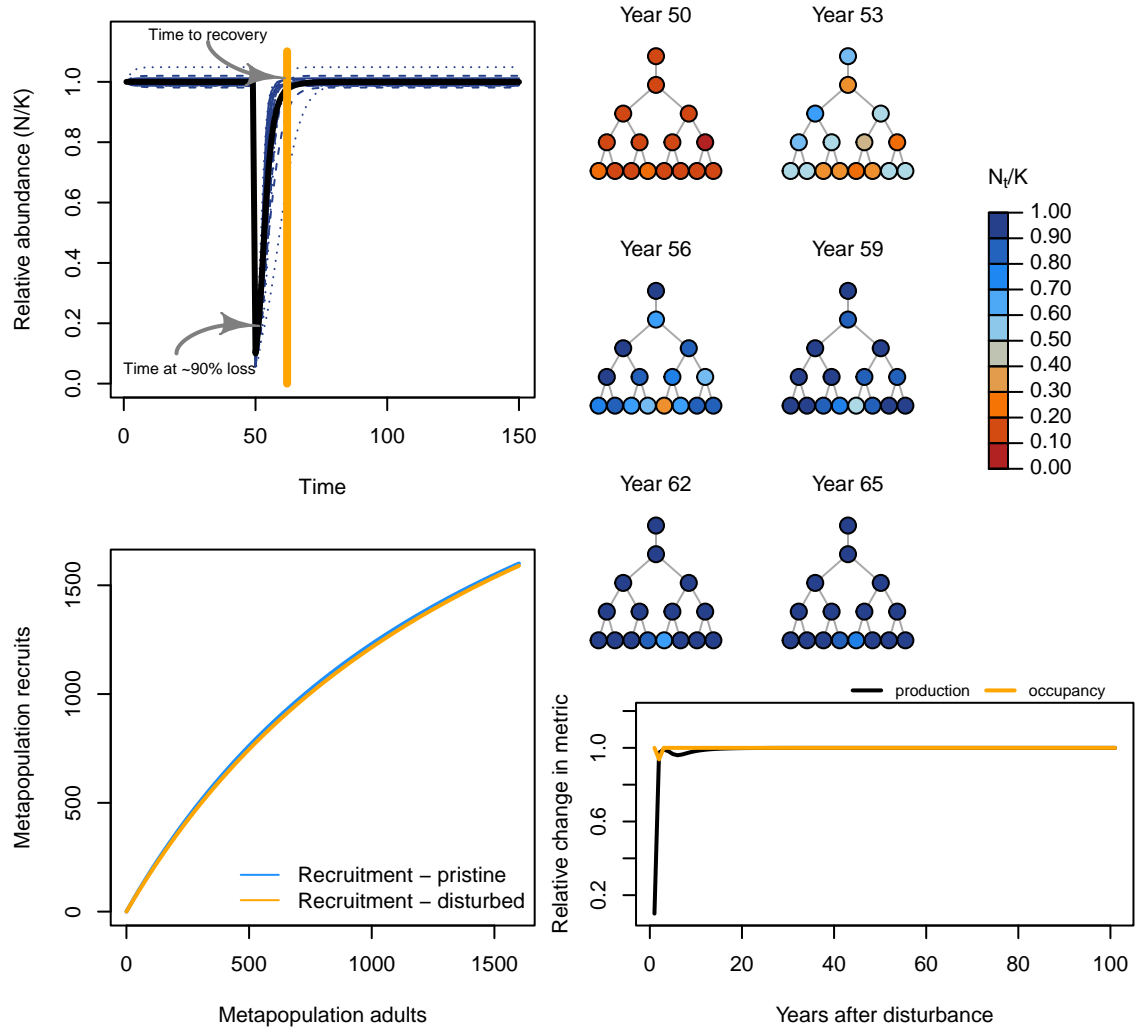 Time to recovery
Time at ~90% loss
Relative abundance (N/K)
0.0
0.2
0.4
0.6
0.8
1.0
0
50
100
150
Time
Year 50
Year 53
Year 56
Year 59
Year 62
Year 65
Nt/K
1.00
0.90
0.80
0.70
0.60
0.50
0.40
0.30
0.20
0.10
0.00
Metapopulation recruits
0
500
1000
1500
Recruitment − pristine
Recruitment − disturbed
0
500
1000
1500
Metapopulation adults
production
occupancy
Relative change in metric
0.2
0.6
1.0
0
20
40
60
80
100
Years after disturbance